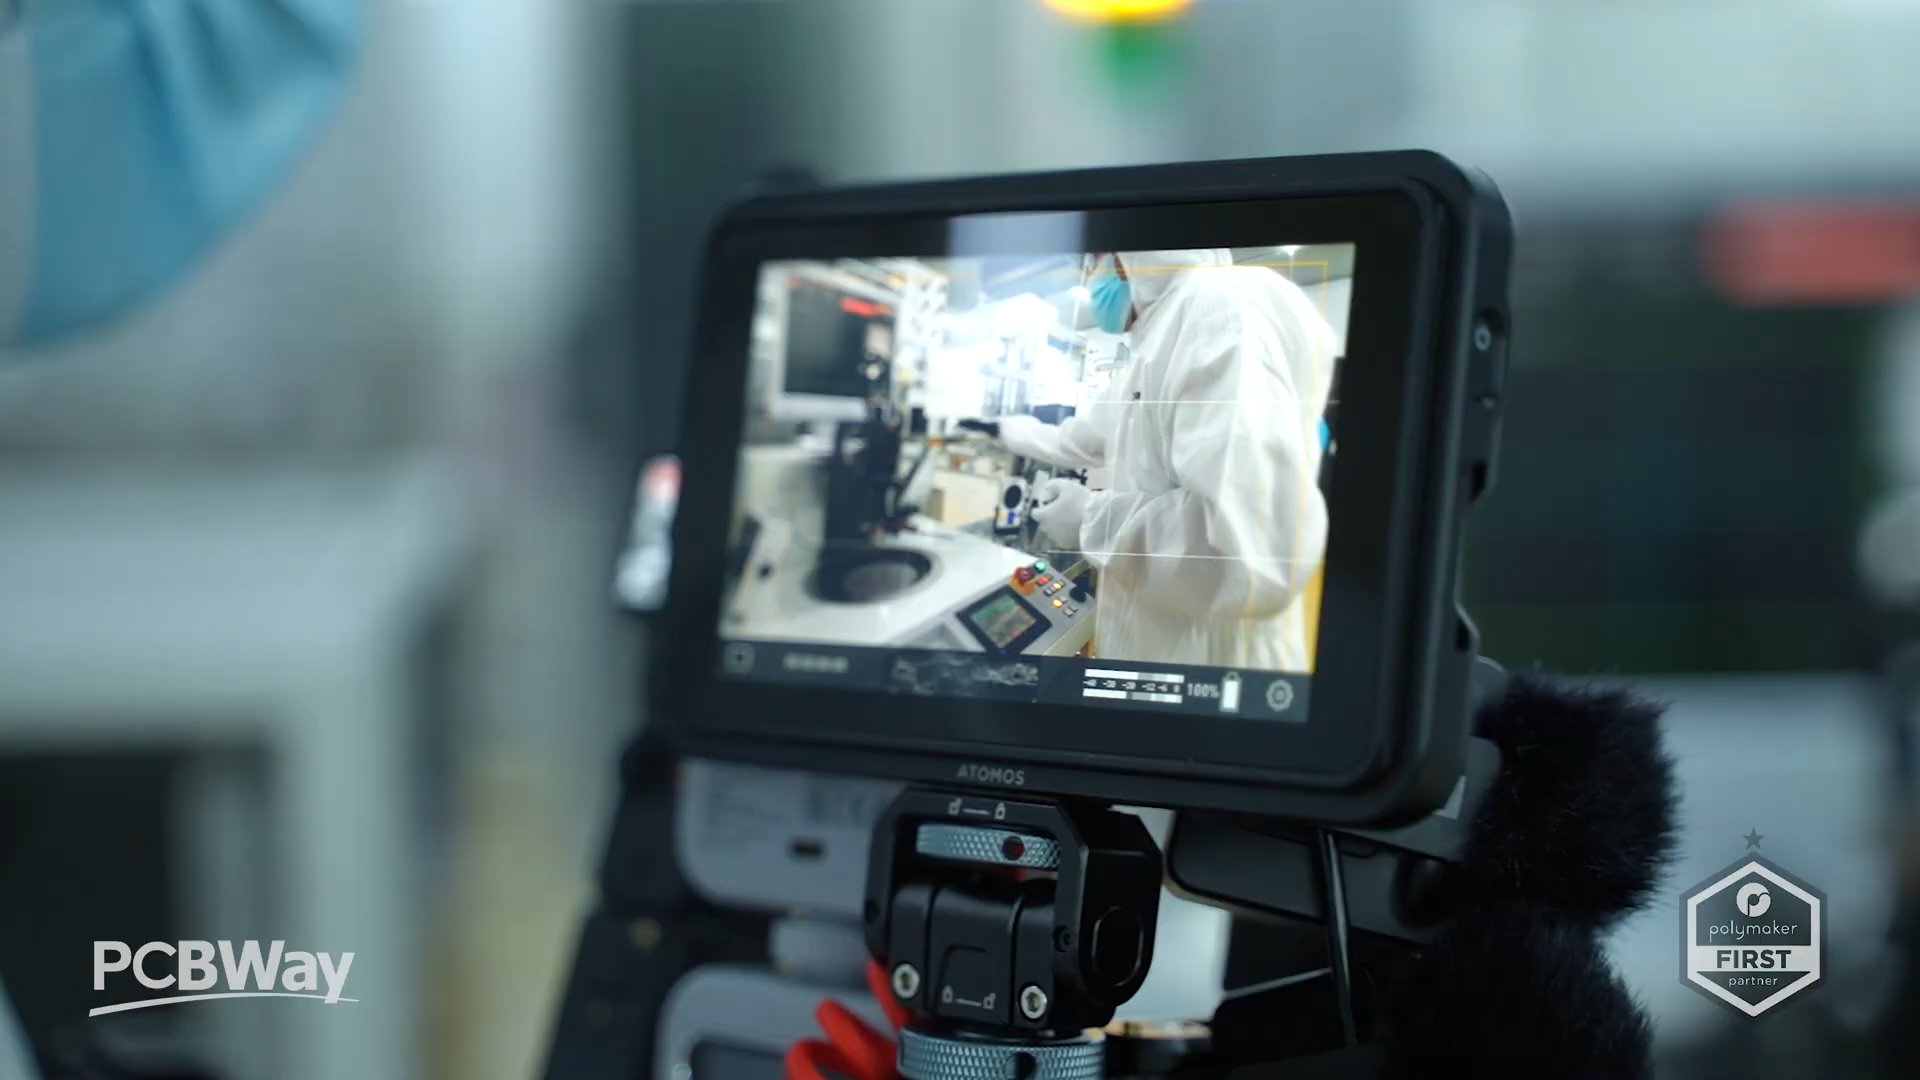 100%
ATOMOS
PCBWay
polymaker
FIRST
partner